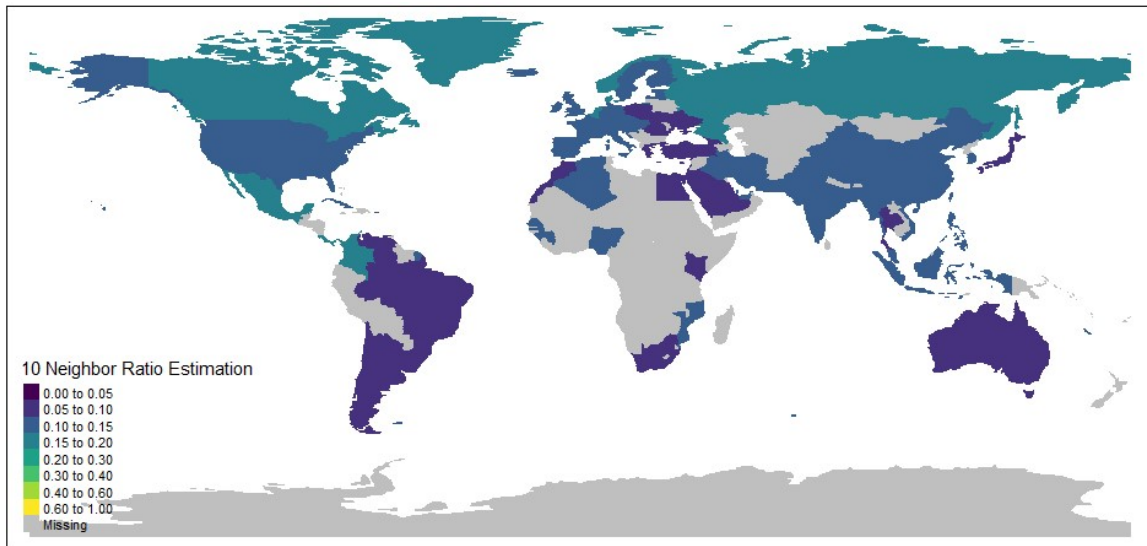 10 Neighbor Ratio Estimation
0.00 to 0.05
0.05 to 0.10
0.10 to 0.15
0.15 to 0.20
0.20 to 0.30
0.30 to 0.40
0.40 to 0.60
0.60 to 1.00
Missing